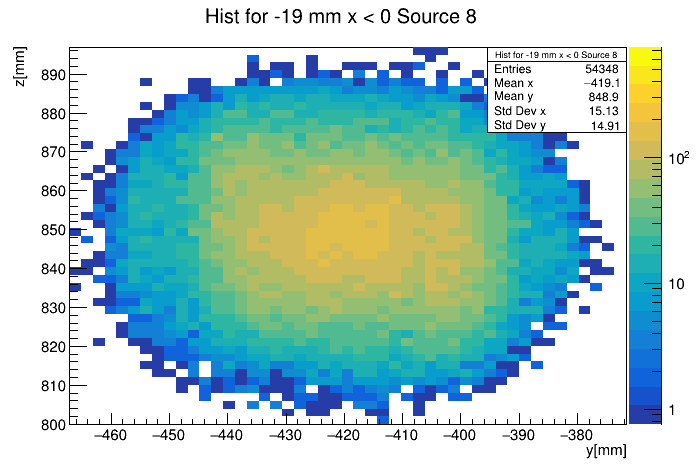 Hist for -19 mm x < 0 Source 8
z[mm]
Hist for -19 mm x < 0 Source 8
Entries 54348
Mean x −419.1
Mean y 848.9
Std Dev x 15.13
Std Dev y 14.91
890
880
870
860
850
840
830
820
810
800
10²
10
1
−460 −450 −440 −430 −420 −410 −400 −390 −380
y[mm]